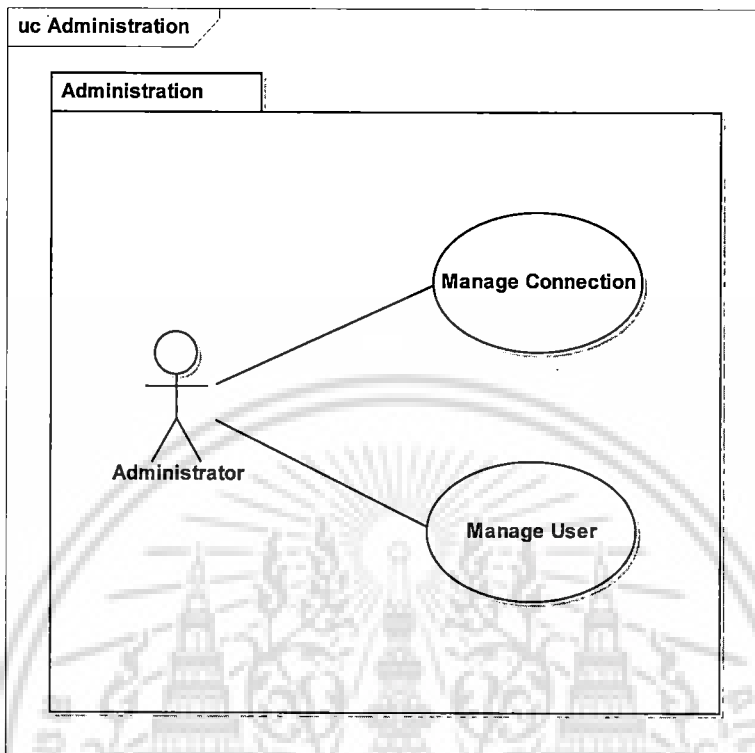 uc Administration
Administration
Manage Connection
Administrator
Manage User